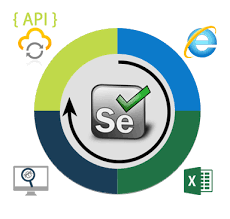 { API }
Se
X